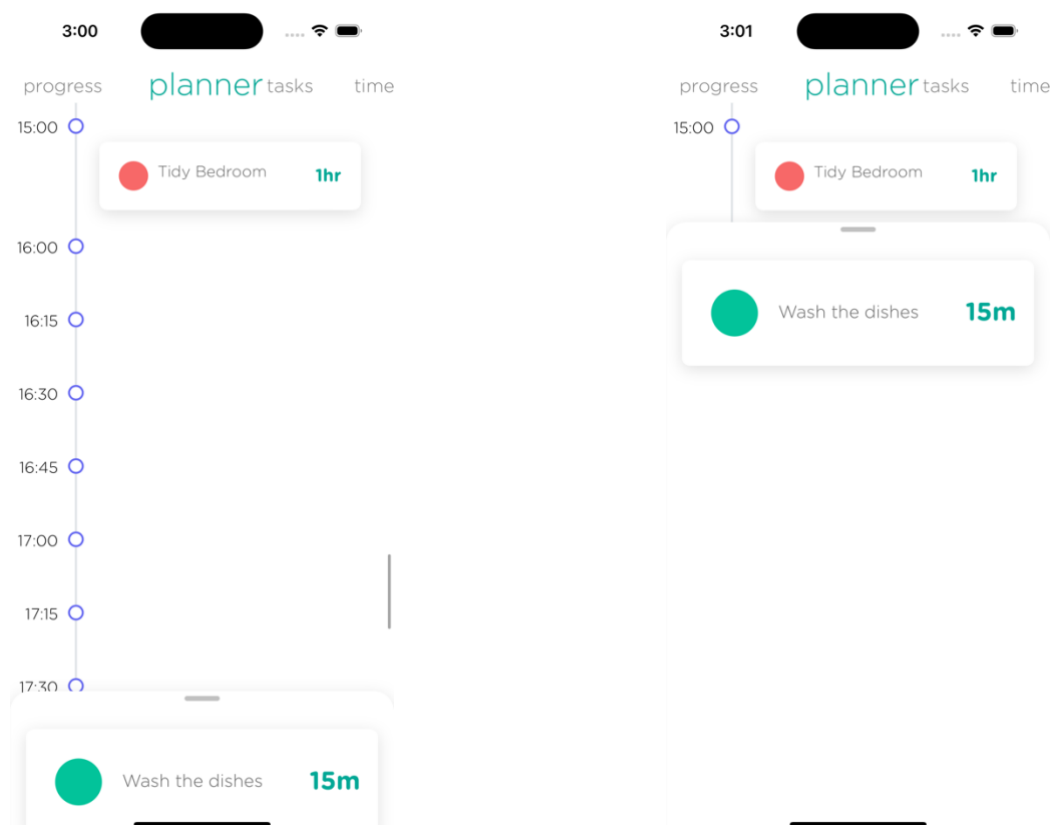 3:00
progress planner tasks time
15:00
Tidy Bedroom 1hr
16:00
16:15
16:30
16:45
17:00
17:15
17:30
Wash the dishes 15m
3:01
progress planner tasks time
15:00
Tidy Bedroom 1hr
Wash the dishes 15m